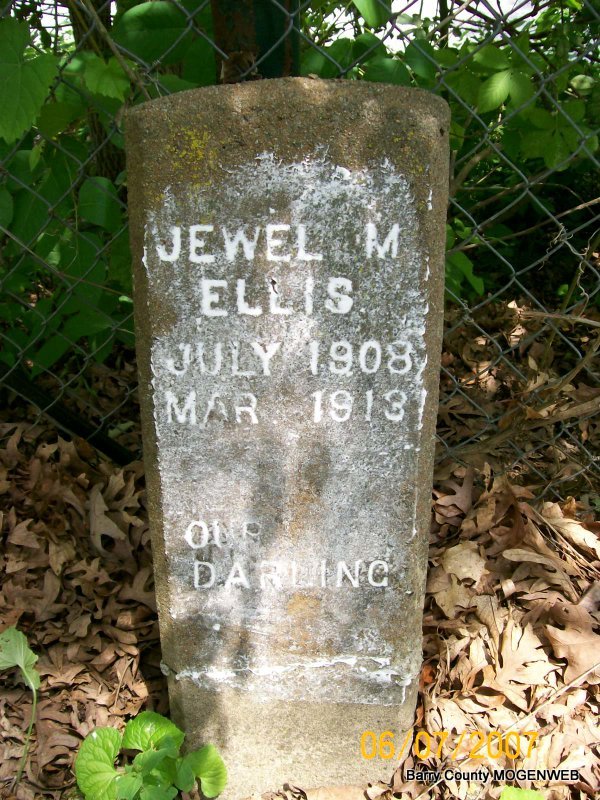 JEWEL M
ELLIS
JULY 1908
MAR. 1913
OUR
DARLING
06/07/2007
Barry County MOGENWEB